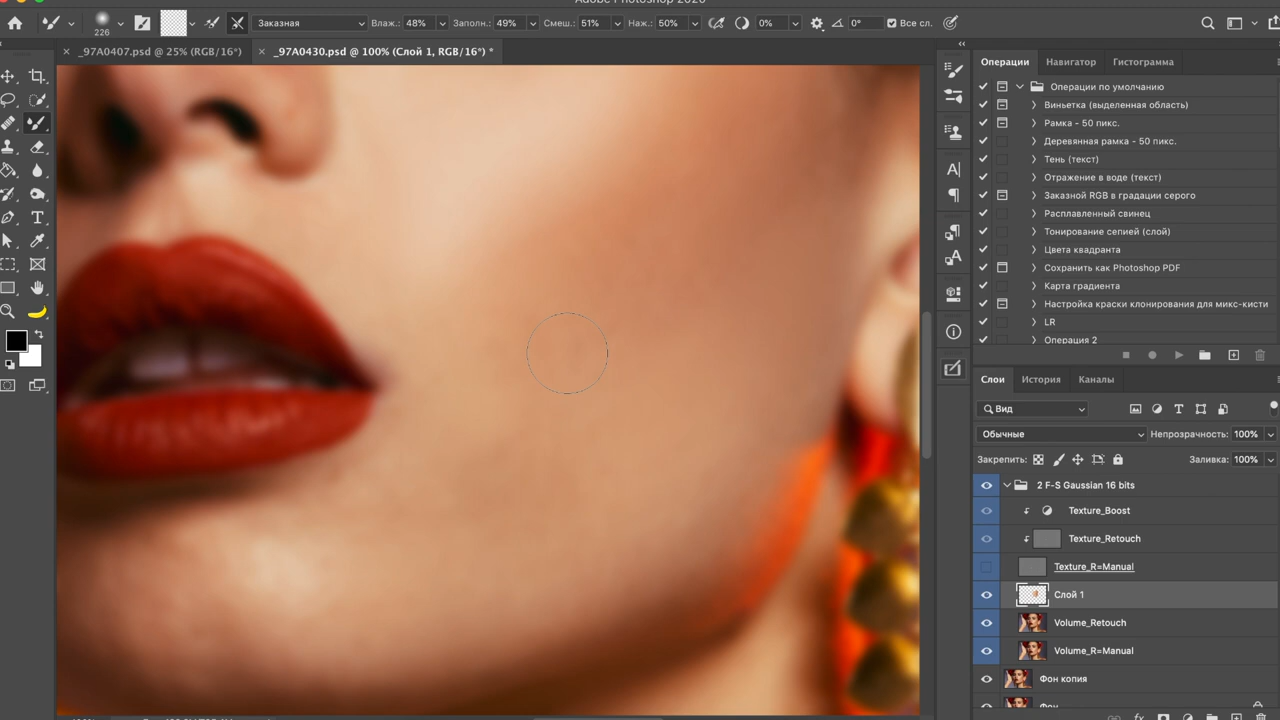 Adobe Photoshop 2020
226
Заказная
Влаж.: 48%
Заполн.: 49%
Смеш.: 51%
Наж.: 50%
0%
0°
Все сл.
_97A0407.psd @ 25% (RGB/16*)
_97A0430.psd @ 100% (Слой 1, RGB/16*) *
Операции
Навигатор
Гистограмма
Операции по умолчанию
Виньетка (выделенная область)
Рамка - 50 пикс.
Деревянная рамка - 50 пикс.
Тень (текст)
Отражение в воде (текст)
Заказной RGB в градации серого
Расплавленный свинец
Тонирование сепией (слой)
Цвета квадранта
Сохранить как Photoshop PDF
Карта градиента
Настройка краски клонирования для микс-кисти
LR
Операция 2
Слои
История
Каналы
Вид
Обычные
Непрозрачность: 100%
Закрепить:
Заливка: 100%
2 F-S Gaussian 16 bits
Texture_Boost
Texture_Retouch
Texture_R=Manual
Слой 1
Volume_Retouch
Volume_R=Manual
Фон копия
Фон